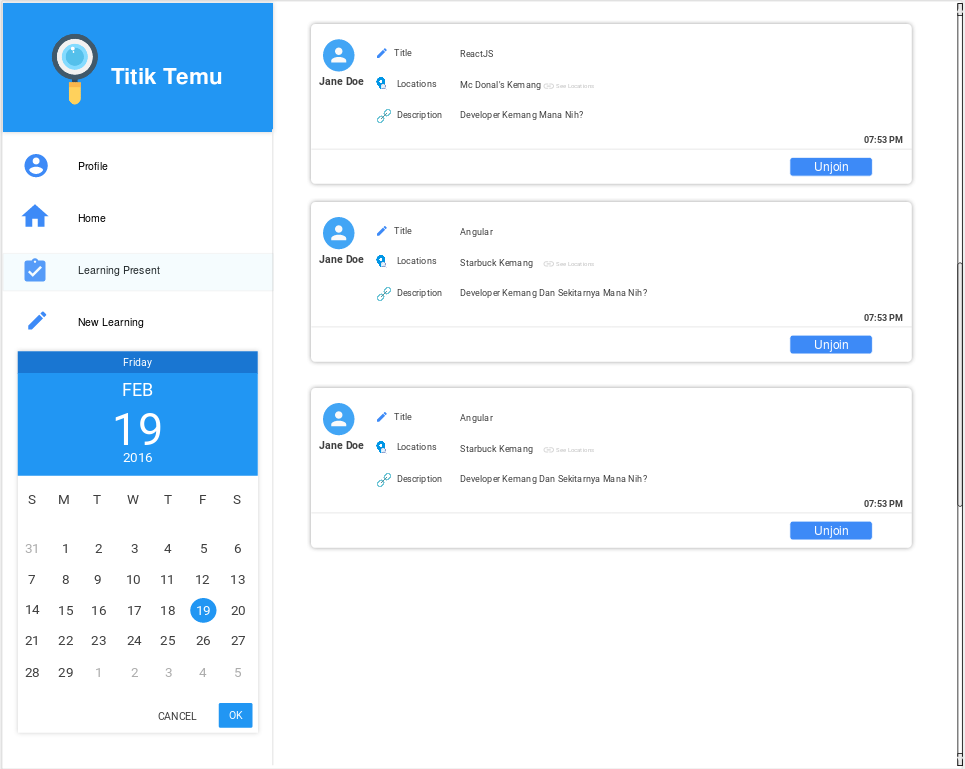 Titik Temu
Profile
Home
Learning Present
New Learning
Friday
FEB
19
2016
S M T W T F S
31 1 2 3 4 5 6
7 8 9 10 11 12 13
14 15 16 17 18 19 20
21 22 23 24 25 26 27
28 29 1 2 3 4 5
CANCEL OK
Jane Doe
Title ReactJS
Locations Mc Donal's Kemang See Locations
Description Developer Kemang Mana Nih?
07:53 PM
Unjoin
Jane Doe
Title Angular
Locations Starbuck Kemang See Locations
Description Developer Kemang Dan Sekitarnya Mana Nih?
07:53 PM
Unjoin
Jane Doe
Title Angular
Locations Starbuck Kemang See Locations
Description Developer Kemang Dan Sekitarnya Mana Nih?
07:53 PM
Unjoin